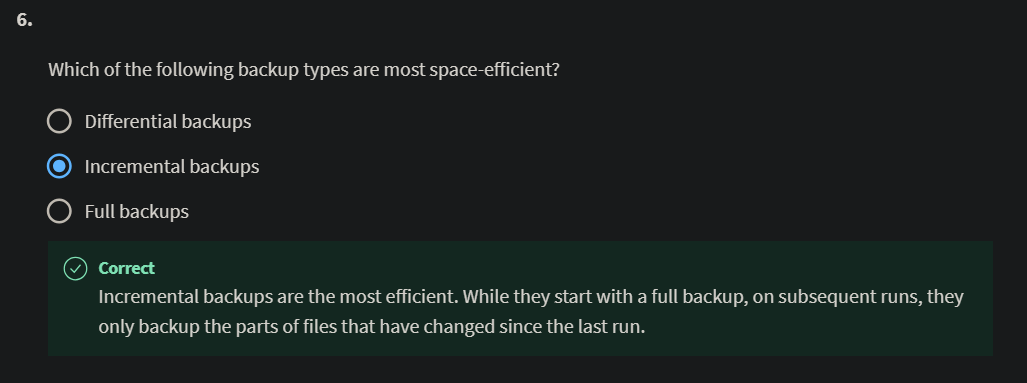 6.
Which of the following backup types are most space-efficient?
Differential backups
Incremental backups
Full backups
Correct
Incremental backups are the most efficient. While they start with a full backup, on subsequent runs, they
only backup the parts of files that have changed since the last run.